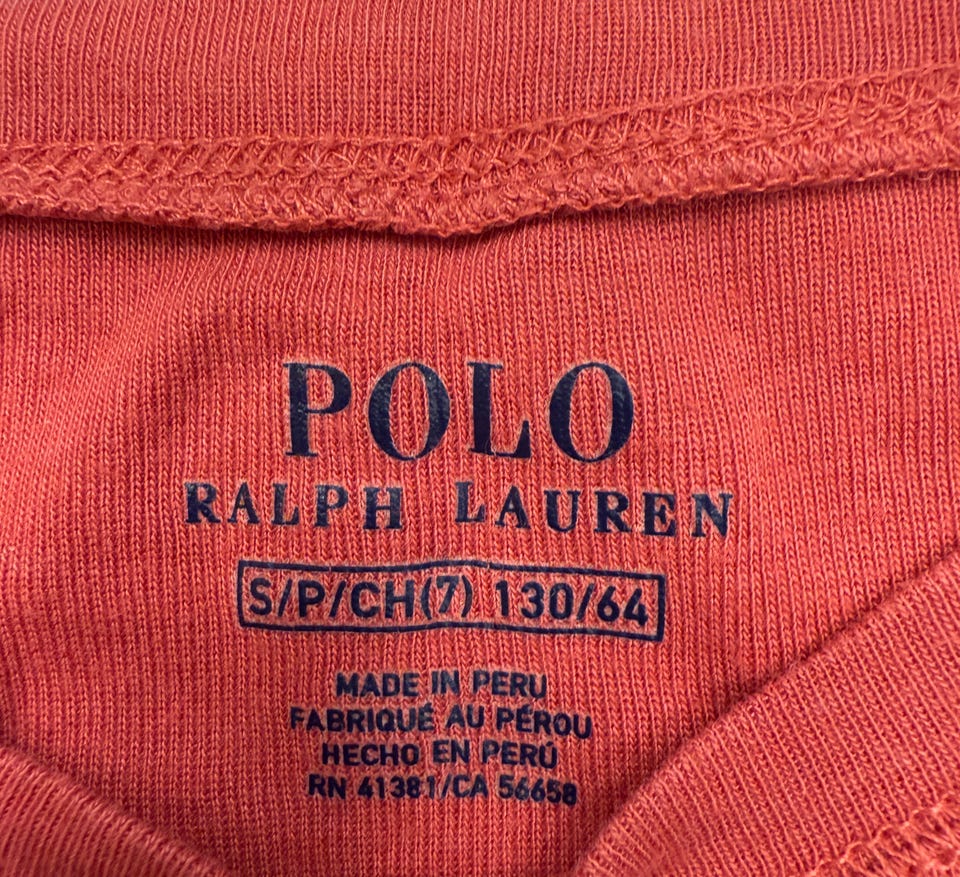 POLO
RALPH LAUREN
S/P/CH(7) 130/64
MADE IN PERU
FABRIQUÉ AU PÉROU
HECHO EN PERÚ
RN 41381/CA 56658